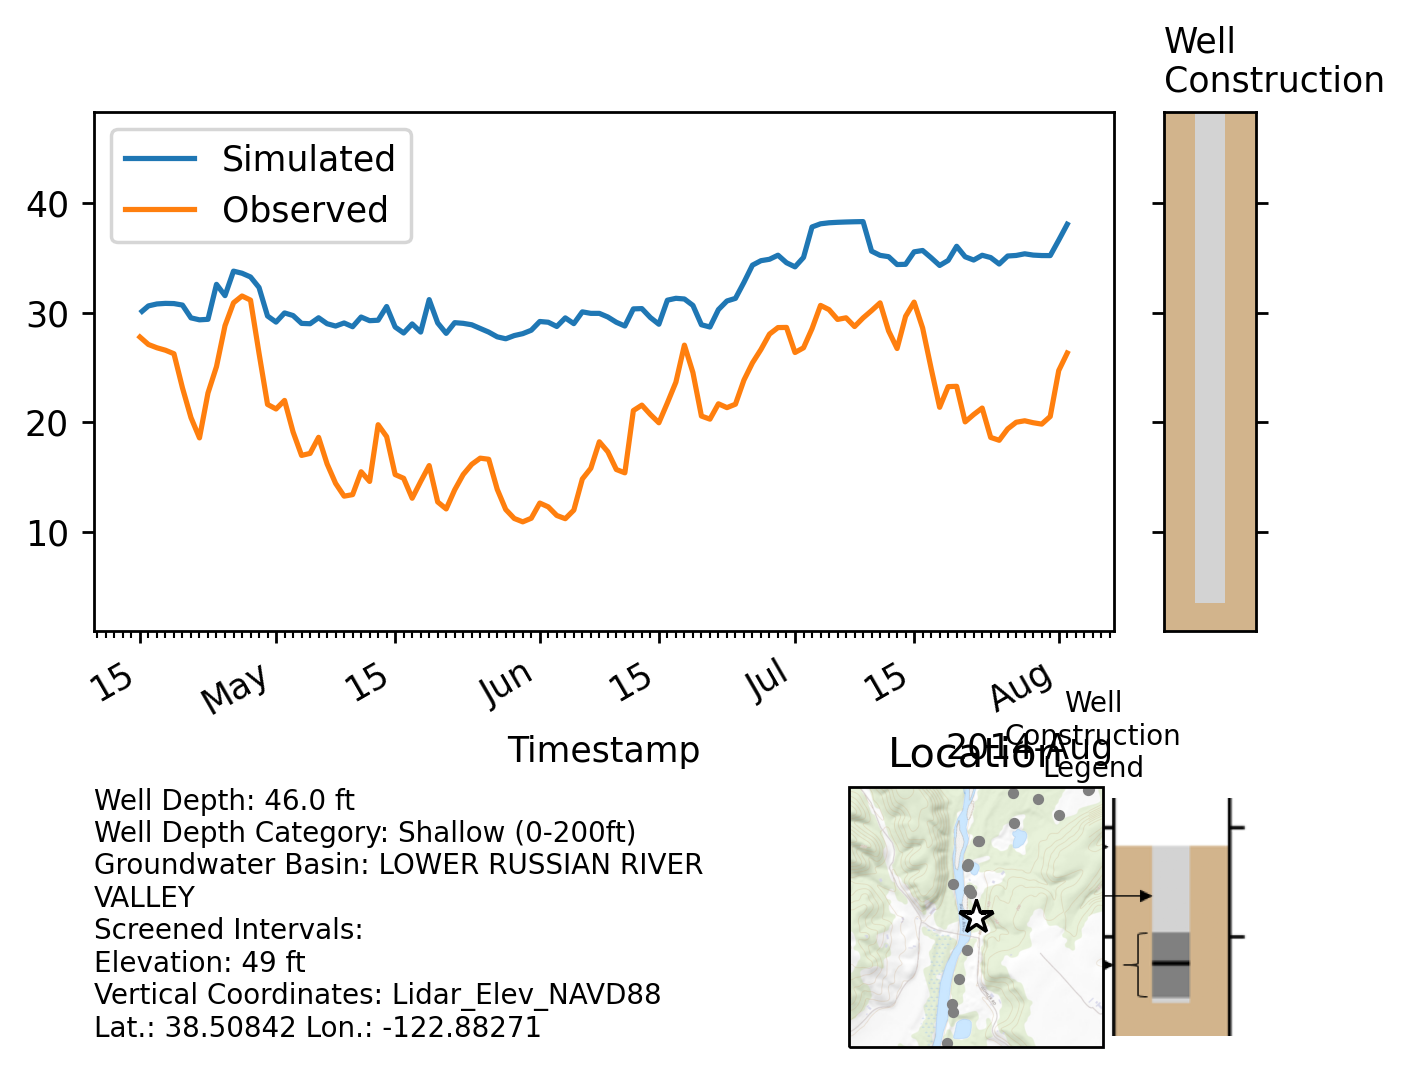 Well
Construction
Simulated
Observed
40
30
20
10
15
May
15
Jun
15
Jul
15
Aug
Timestamp
2014-Aug
Location
Well
Construction
Legend
Well Depth: 46.0 ft
Well Depth Category: Shallow (0-200ft)
Groundwater Basin: LOWER RUSSIAN RIVER
VALLEY
Screened Intervals:
Elevation: 49 ft
Vertical Coordinates: Lidar_Elev_NAVD88
Lat.: 38.50842 Lon.: -122.88271